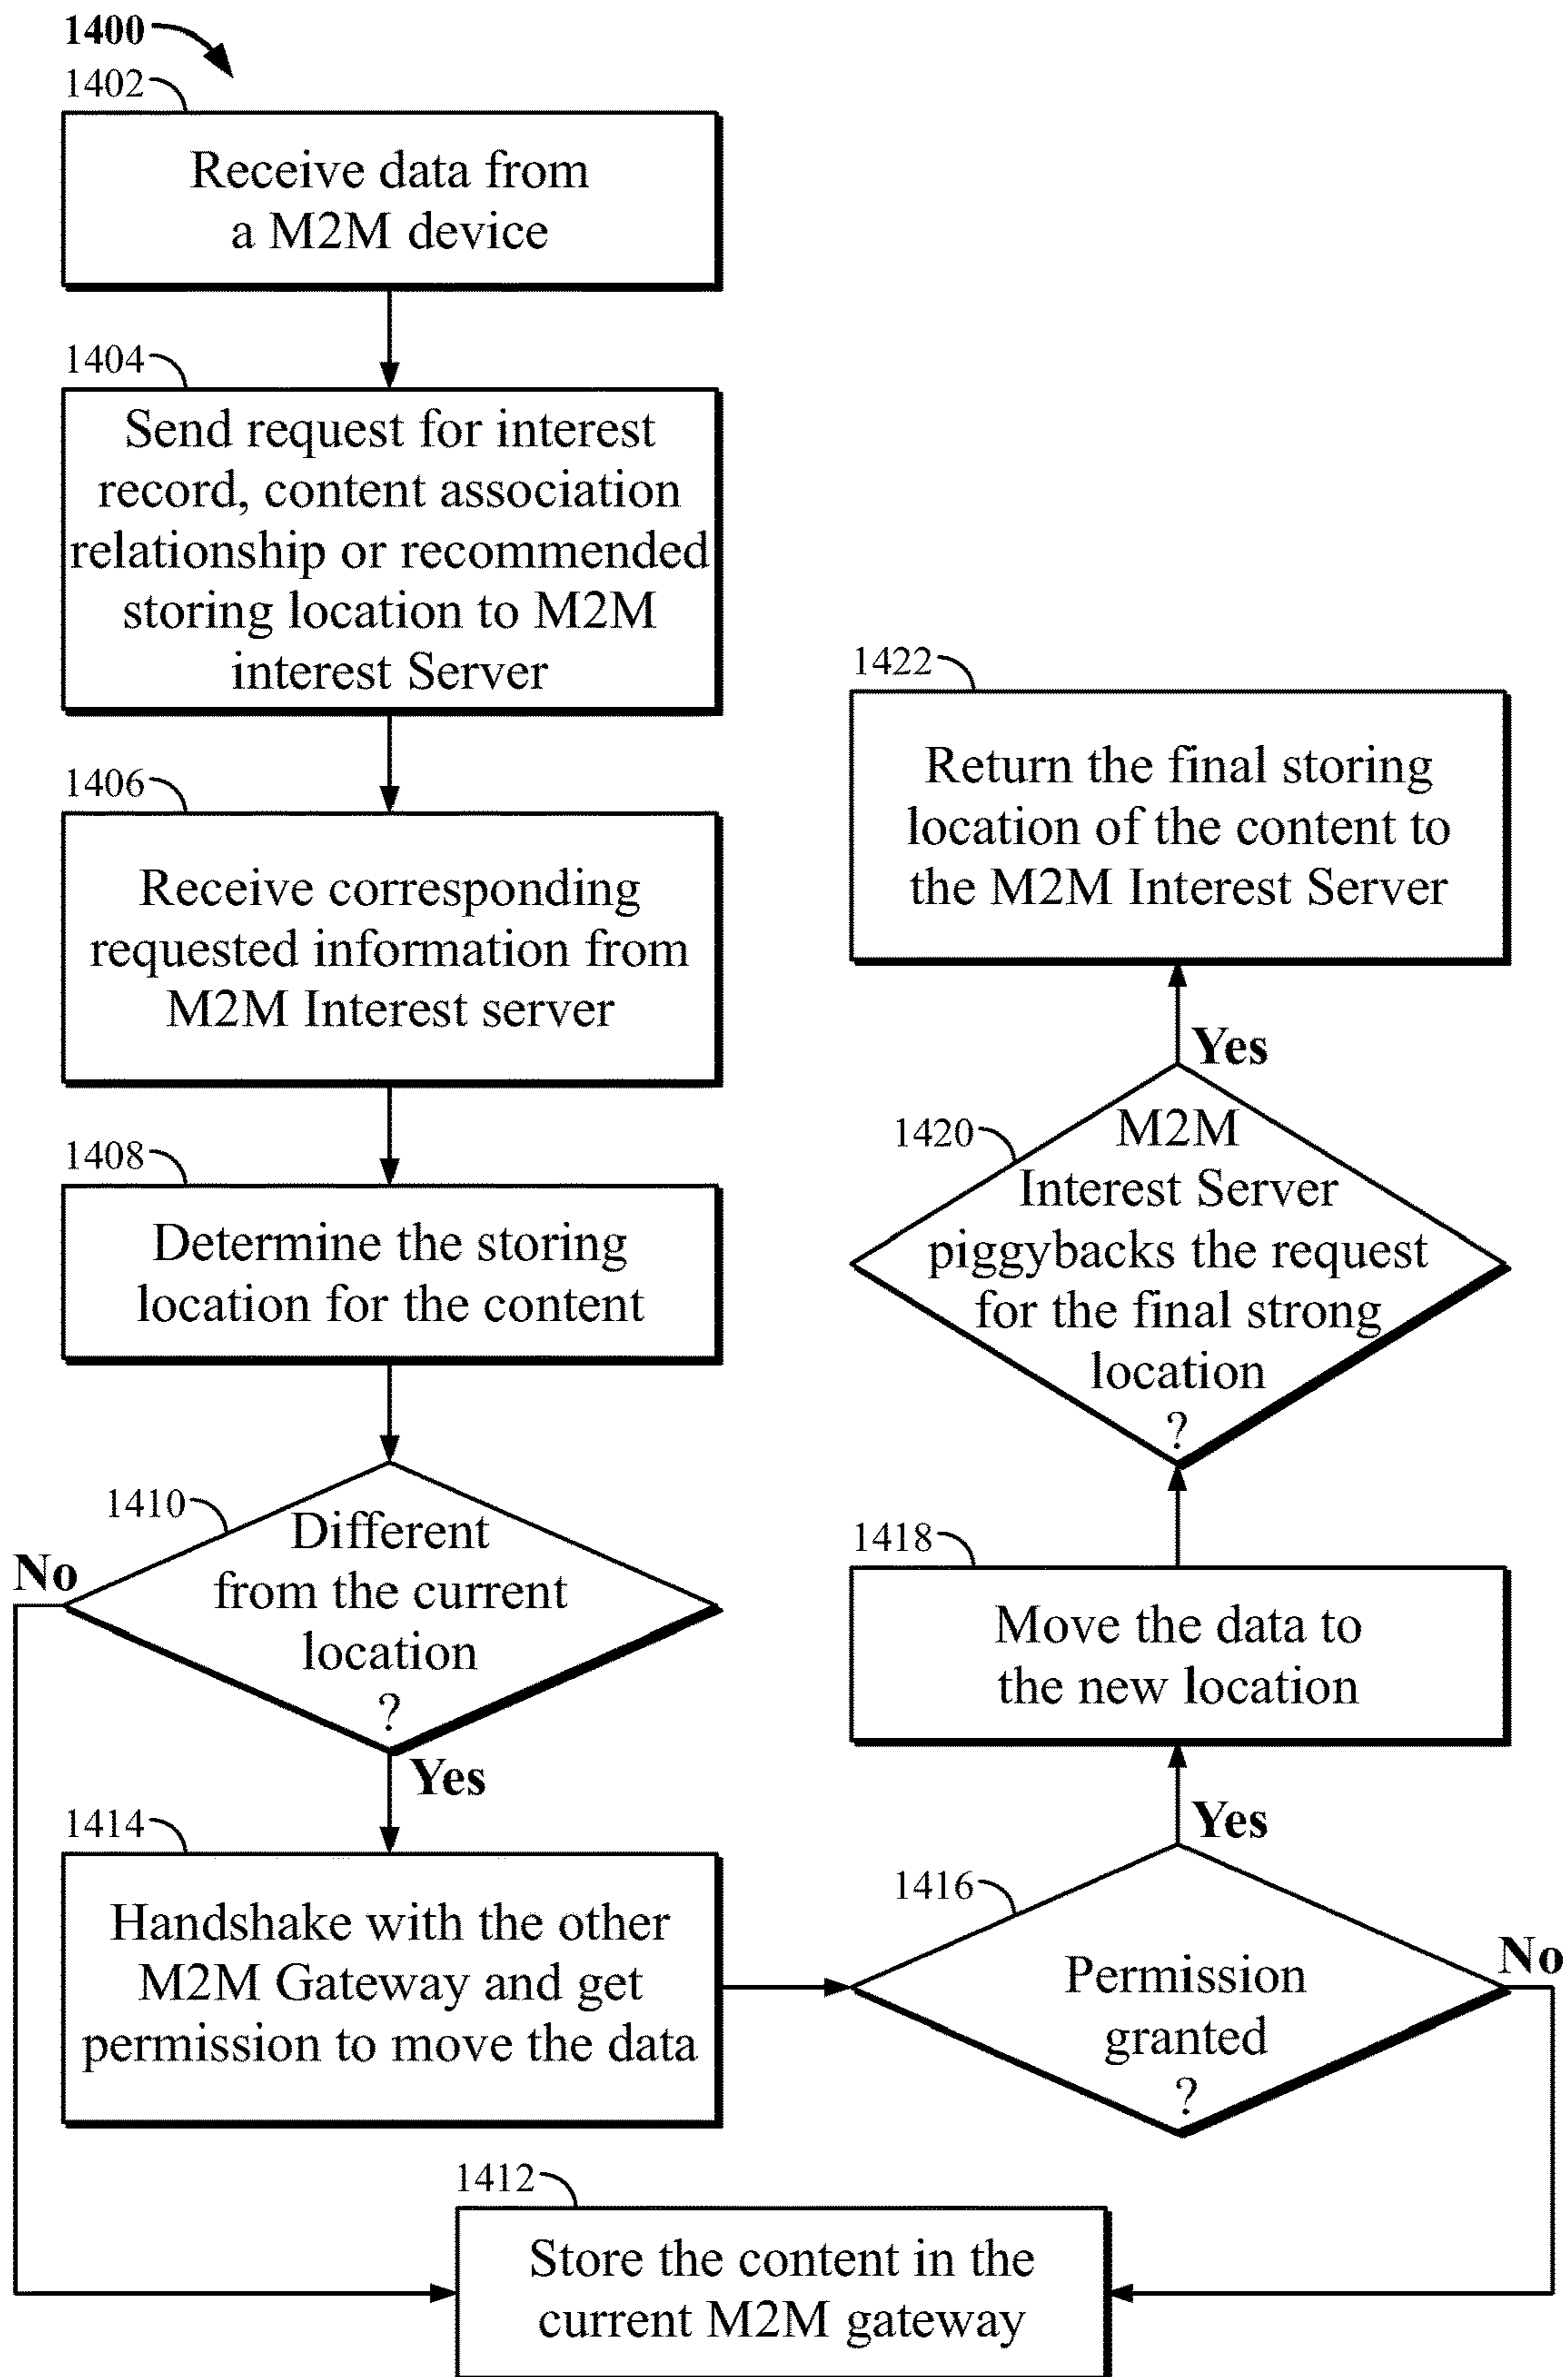 1400
1402
Receive data from
a M2M device
1404
Send request for interest
record, content association
relationship or recommended
storing location to M2M
interest Server
1406
Receive corresponding
requested information from
M2M Interest server
1408
Determine the storing
location for the content
1410
Different
from the current
location
?
No
Yes
1414
Handshake with the other
M2M Gateway and get
permission to move the data
1416
Permission
granted
?
No
Yes
1418
Move the data to
the new location
1420
M2M
Interest Server
piggybacks the request
for the final strong
location
?
Yes
1422
Return the final storing
location of the content to
the M2M Interest Server
1412
Store the content in the
current M2M gateway